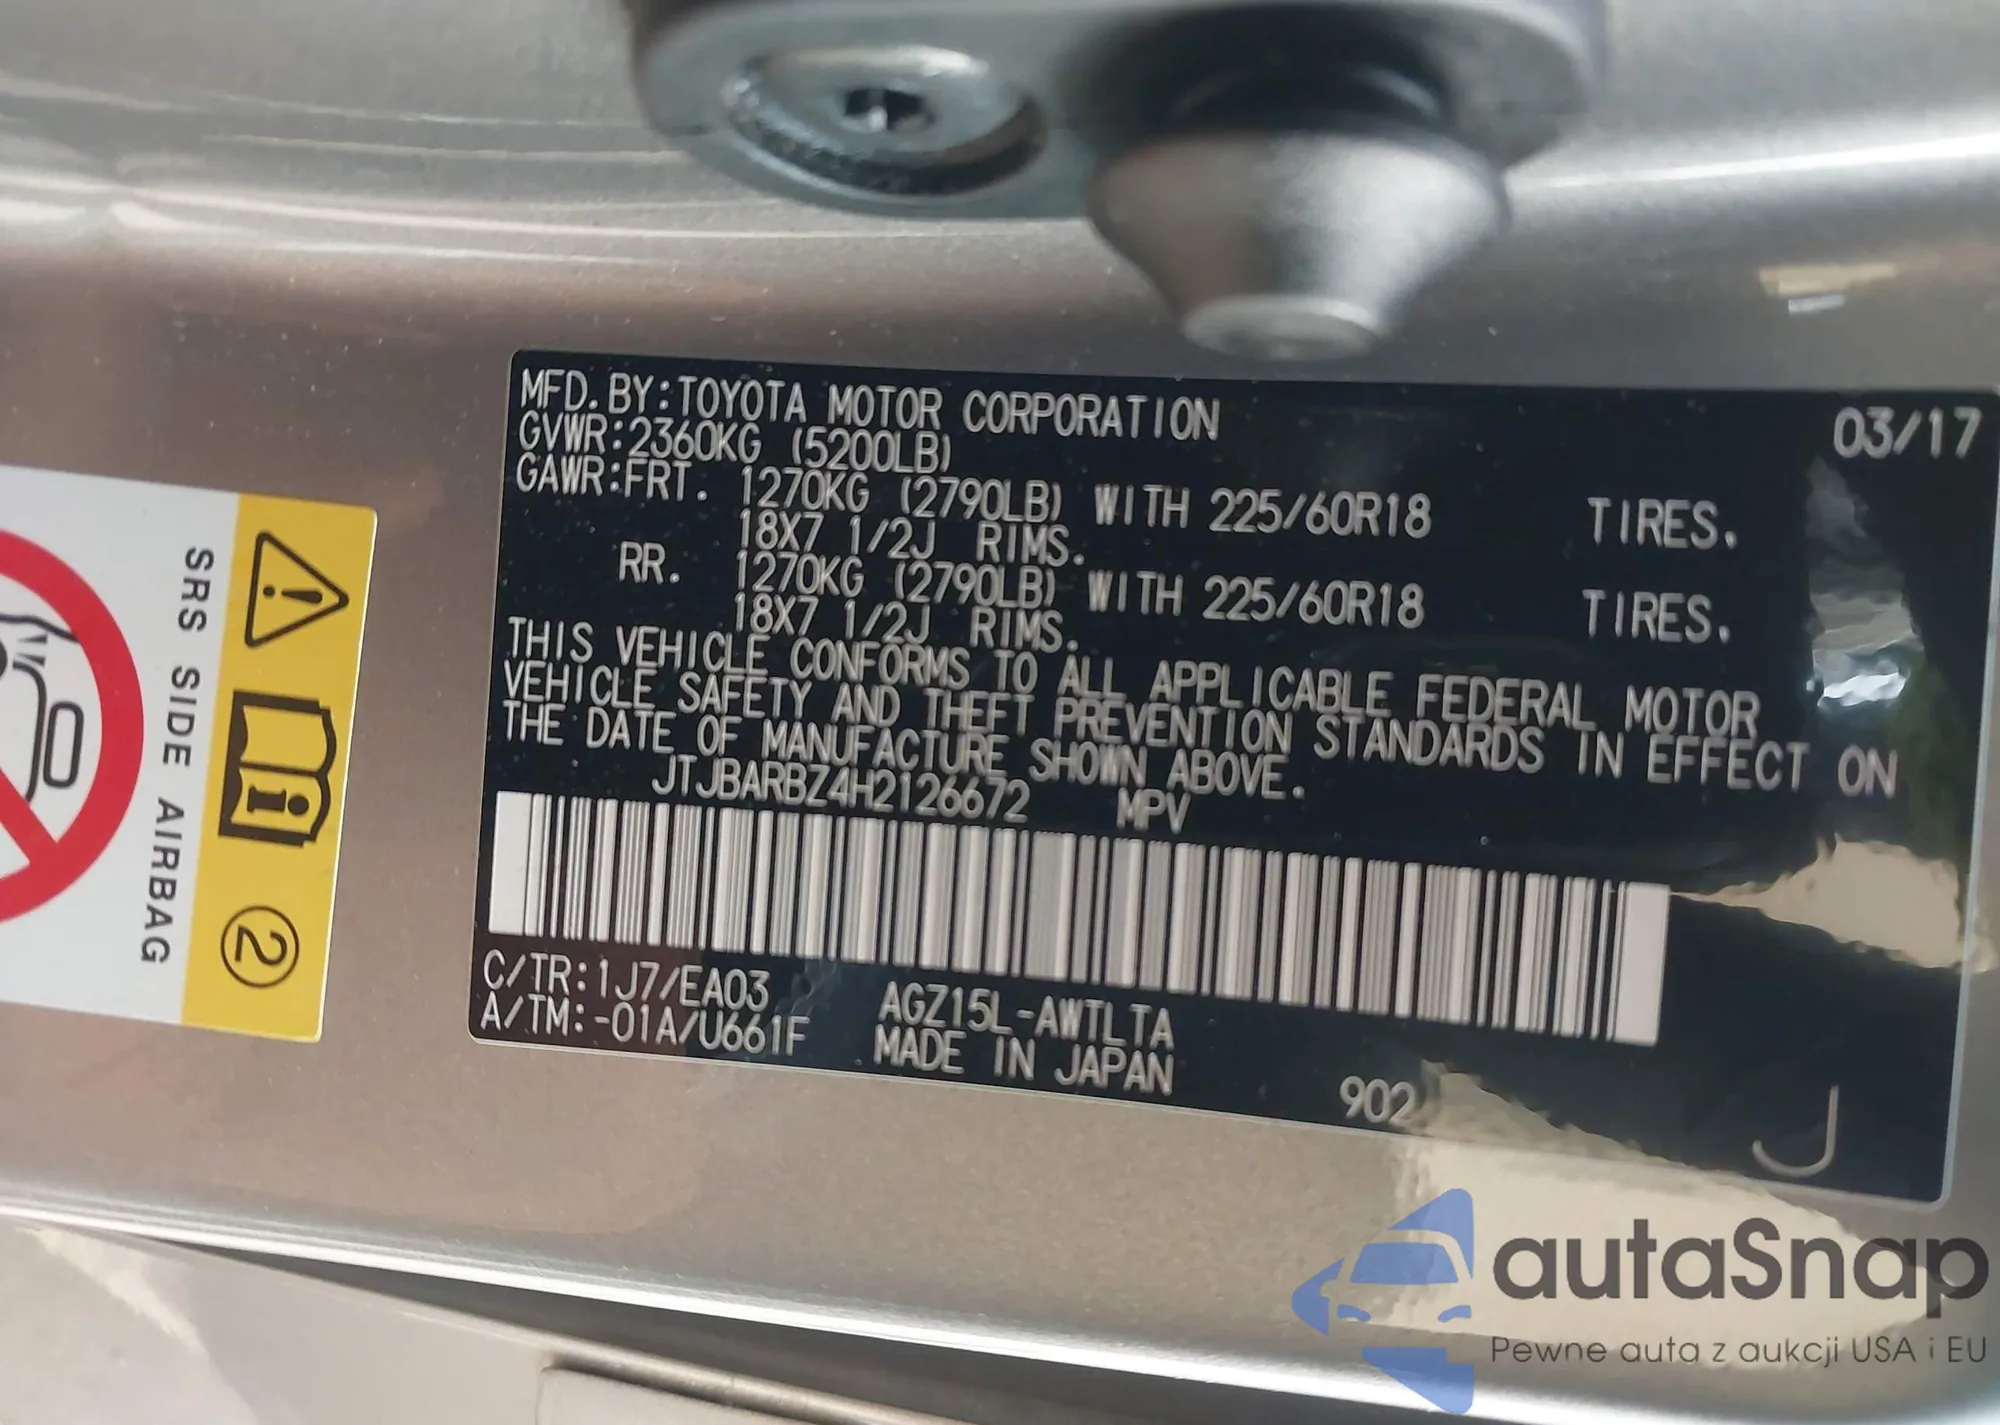 MFD.BY:TOYOTA MOTOR CORPORATION 03/17
GVWR:2360KG (5200LB)
GAWR:FRT. 1270KG (2790LB) WITH 225/60R18 TIRES.
18X7 1/2J RIMS.
RR. 1270KG (2790LB) WITH 225/60R18 TIRES.
18X7 1/2J RIMS.
THIS VEHICLE CONFORMS TO ALL APPLICABLE FEDERAL MOTOR
VEHICLE SAFETY AND THEFT PREVENTION STANDARDS IN EFFECT ON
THE DATE OF MANUFACTURE SHOWN ABOVE.
JTJBARBZ4H2126672 MPV
C/TR:1J7/EA03 AGZ15L-AWTLTA
A/TM:-01A/U661F MADE IN JAPAN
902
J
SRS SIDE AIRBAG
2
autaSnap
Pewne auta z aukcji USA i EU